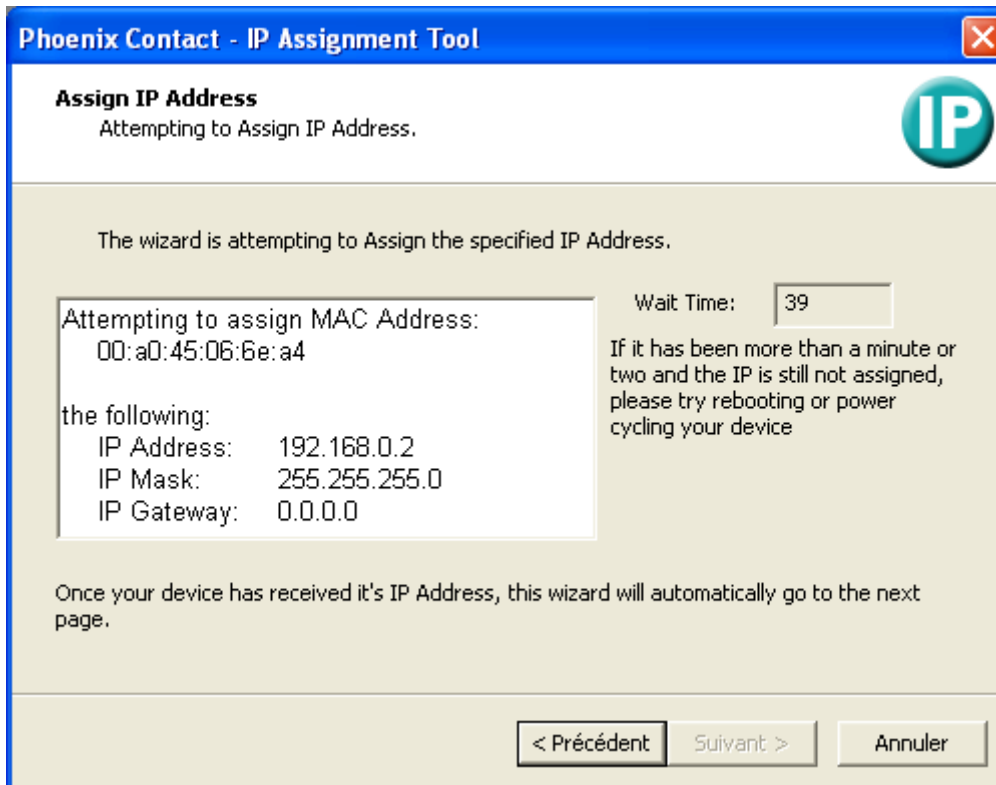 Phoenix Contact - IP Assignment Tool
Assign IP Address
Attempting to Assign IP Address.
IP
The wizard is attempting to Assign the specified IP Address.
Attempting to assign MAC Address:
00:a0:45:06:6e:a4
the following:
IP Address: 192.168.0.2
IP Mask: 255.255.255.0
IP Gateway: 0.0.0.0
Wait Time: 39
If it has been more than a minute or
two and the IP is still not assigned,
please try rebooting or power
cycling your device
Once your device has received it's IP Address, this wizard will automatically go to the next
page.
< Précédent Suivant > Annuler